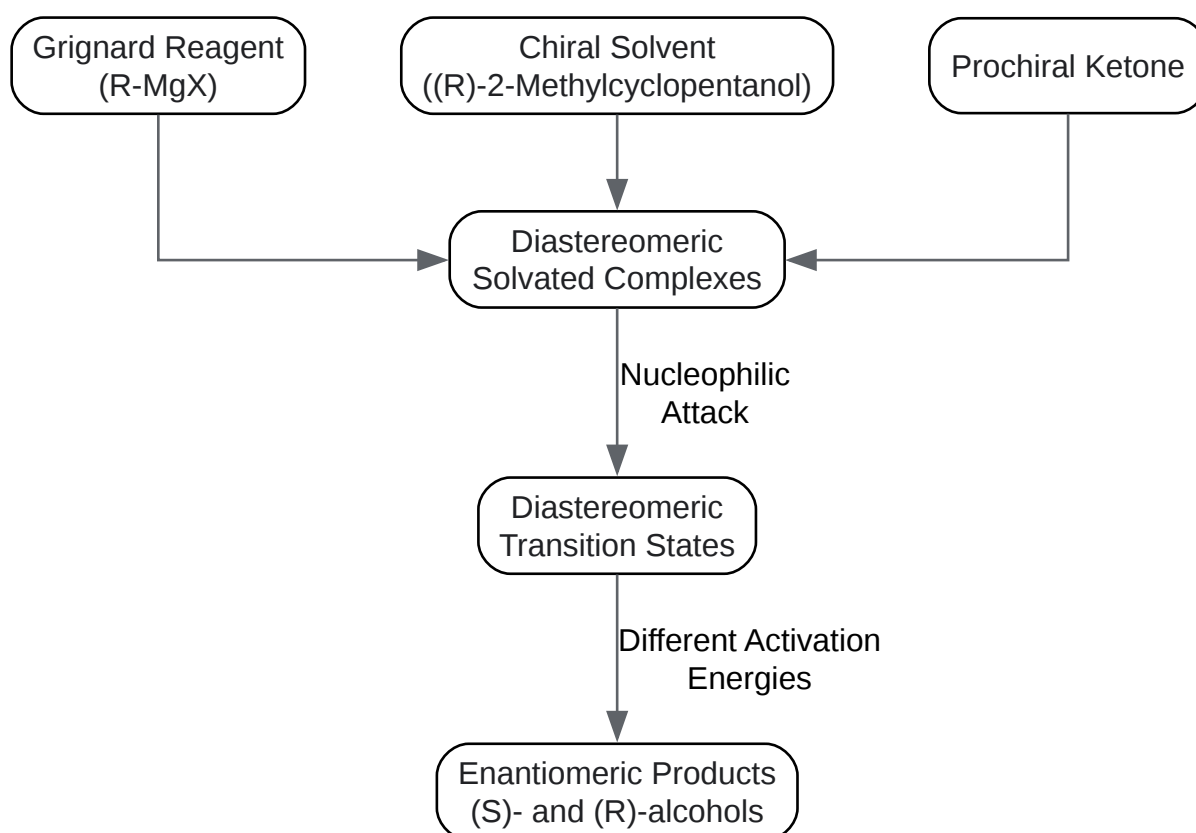 Grignard Reagent
(R-MgX)
Chiral Solvent
((R)-2-Methylcyclopentanol)
Prochiral Ketone
Diastereomeric
Solvated Complexes
Nucleophilic
Attack
Diastereomeric
Transition States
Different Activation
Energies
Enantiomeric Products
(S)- and (R)-alcohols